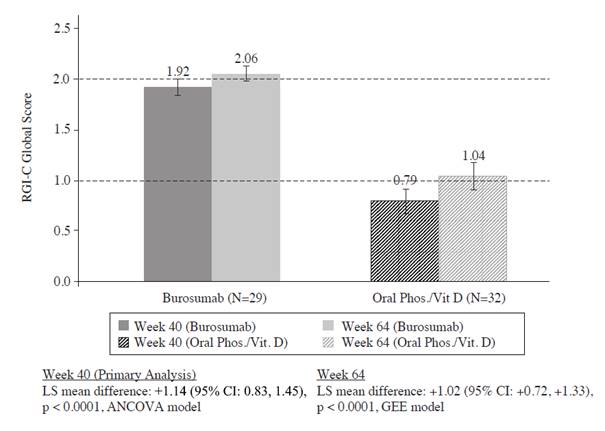 2.5
1.92
2.06
2.0
1.5
1.04
1.0
0.79
0.5
0.0
RGI-C Global Score
Burosumab (N=29)
Oral Phos./Vit D (N=32)
Week 40 (Burosumab)
Week 64 (Burosumab)
Week 40 (Oral Phos./Vit. D)
Week 64 (Oral Phos./Vit. D)
Week 40 (Primary Analysis)
LS mean difference: +1.14 (95% CI: 0.83, 1.45),
p < 0.0001, ANCOVA model
Week 64
LS mean difference: +1.02 (95% CI: +0.72, +1.33),
p < 0.0001, GEE model